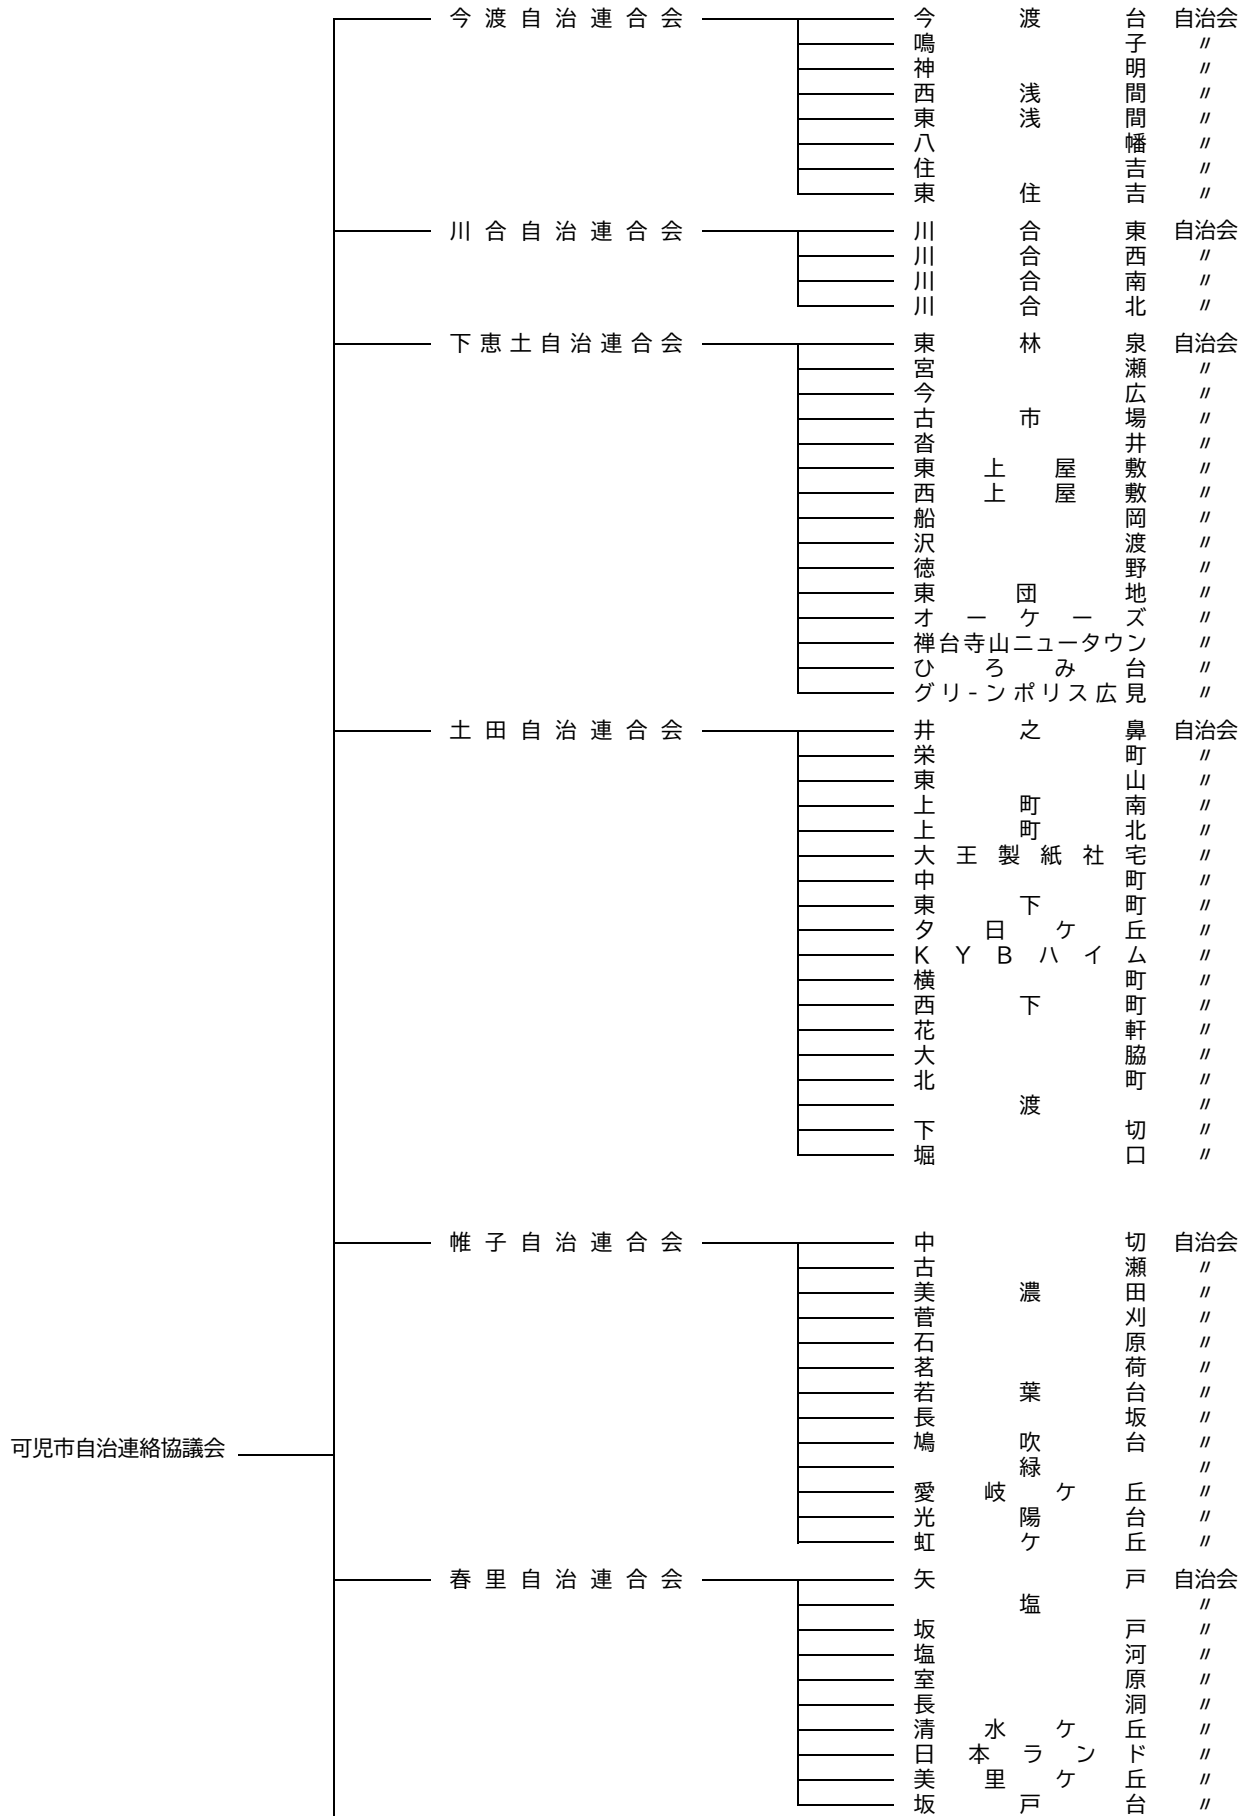 今渡自治連合会 今渡台 自治会
鳴子 〃
神明 〃
西浅間 〃
東浅間 〃
八幡 〃
住吉 〃
東住吉 〃
川合自治連合会 川合東 自治会
川合西 〃
川合南 〃
川合北 〃
下恵土自治連合会 東林泉 自治会
宮瀬 〃
今広 〃
古市場 〃
沓井 〃
東上屋敷 〃
西上屋敷 〃
船岡 〃
沢渡 〃
徳野 〃
東団地 〃
オーケーズ 〃
禅台寺山ニュータウン 〃
ひろみ台 〃
グリ-ンポリス広見 〃
土田自治連合会 井之鼻 自治会
栄町 〃
東山 〃
上町南 〃
上町北 〃
大王製紙社宅 〃
中町 〃
東下町 〃
夕日ケ丘 〃
KYBハイム 〃
横町 〃
西下町 〃
花軒 〃
大脇 〃
北町 〃
渡 〃
下切 〃
堀口 〃
帷子自治連合会 中切 自治会
古瀬 〃
美濃田 〃
菅刈 〃
石原 〃
茗荷 〃
若葉台 〃
長坂 〃
可児市自治連絡協議会 鳩吹台 〃
緑 〃
愛岐ケ丘 〃
光陽台 〃
虹ケ丘 〃
春里自治連合会 矢戸 自治会
塩 〃
坂戸 〃
塩河 〃
室原 〃
長洞 〃
清水ケ丘 〃
日本ランド 〃
美里ケ丘 〃
坂戸台 〃